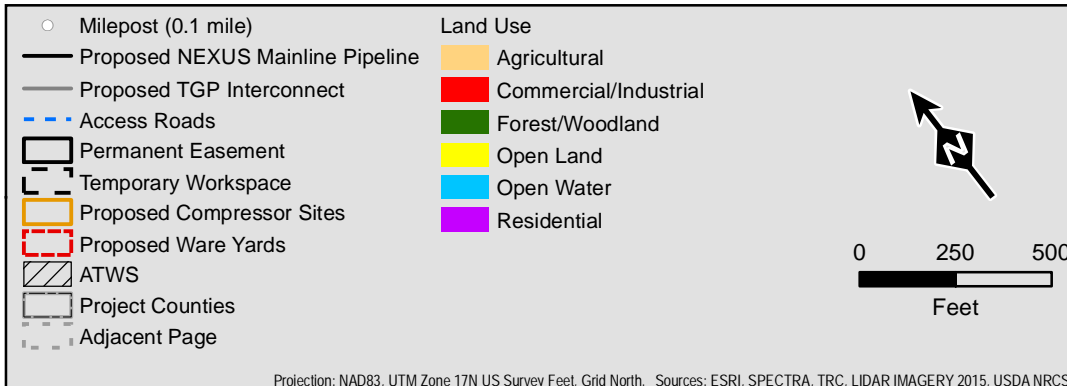 Milepost (0.1 mile)
Proposed NEXUS Mainline Pipeline
Proposed TGP Interconnect
Access Roads
Permanent Easement
Temporary Workspace
Proposed Compressor Sites
Proposed Ware Yards
ATWS
Project Counties
Adjacent Page
Land Use
Agricultural
Commercial/Industrial
Forest/Woodland
Open Land
Open Water
Residential
N
0 250 500
Feet
Projection: NAD83, UTM Zone 17N US Survey Feet, Grid North. Sources: ESRI, SPECTRA, TRC, LIDAR IMAGERY 2015, USDA NRCS